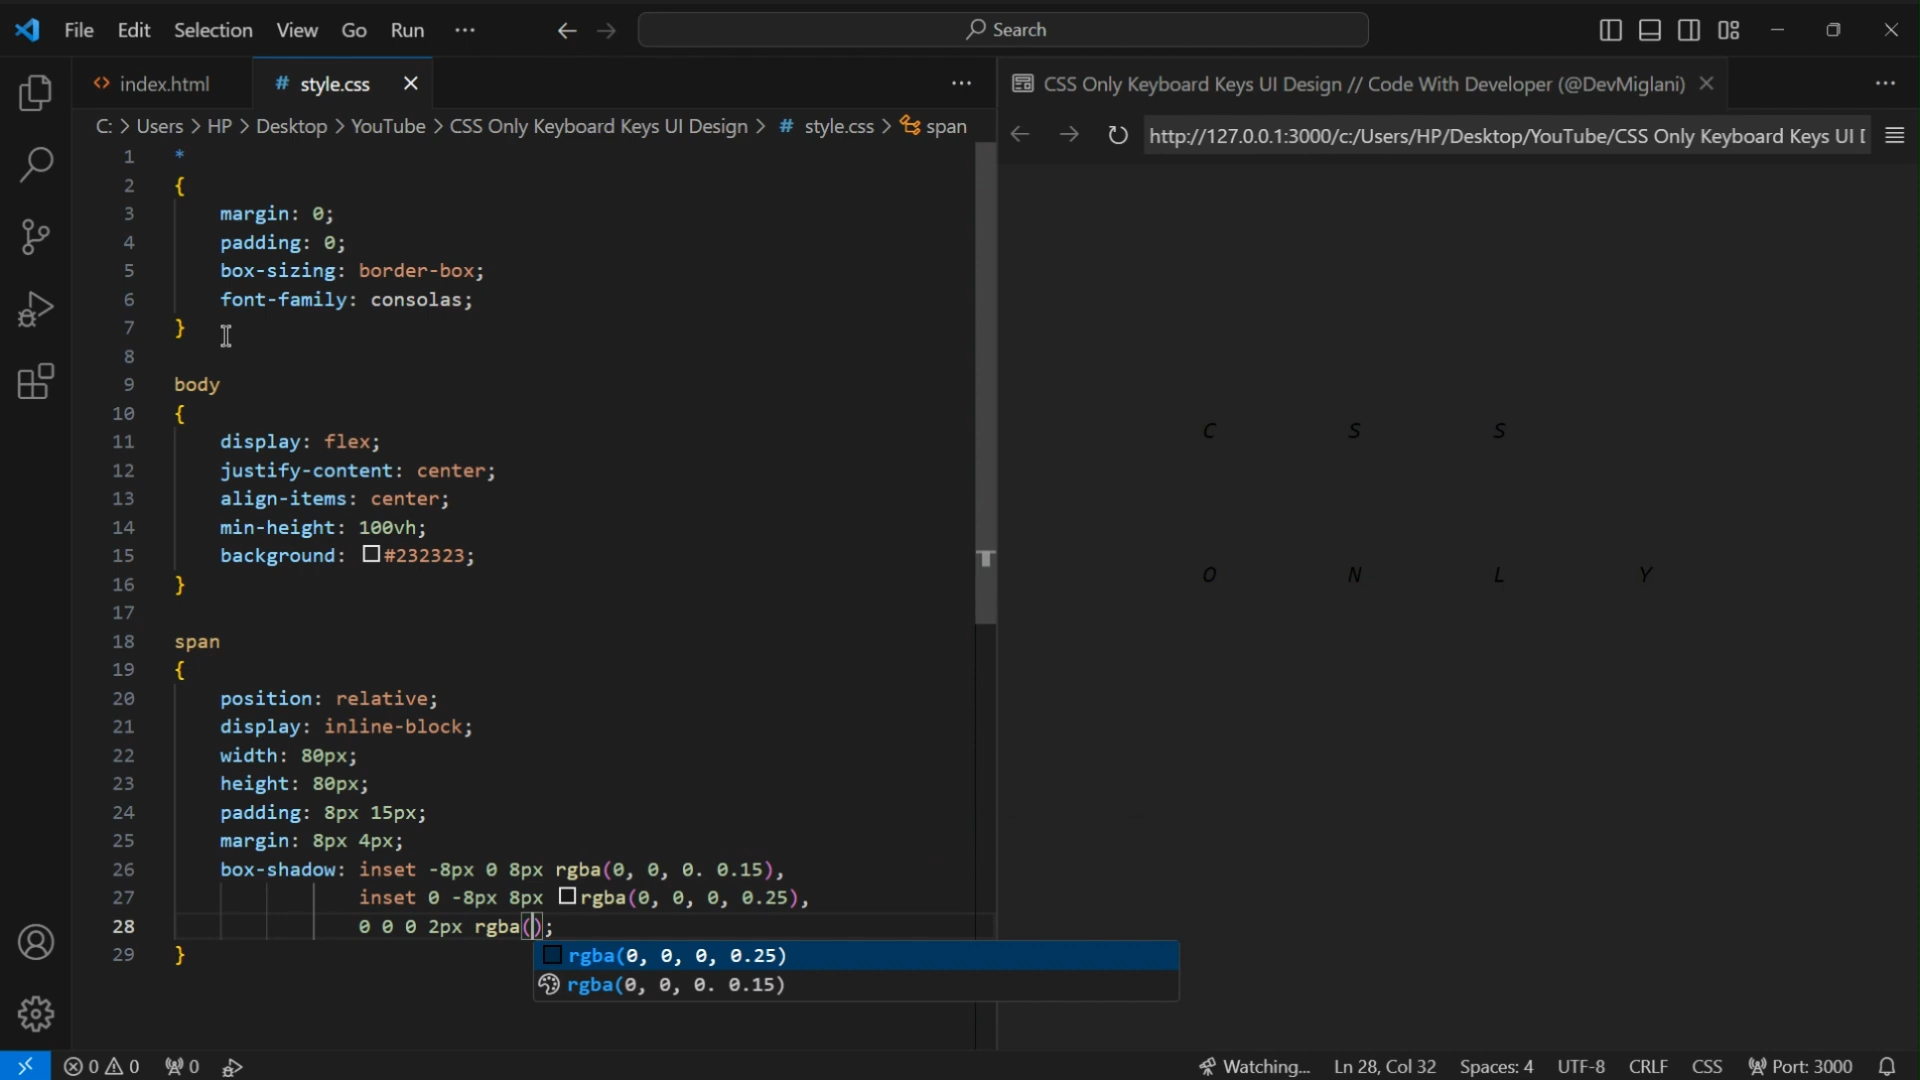 File Edit Selection View Go Run ··· ← → Search
index.html # style.css × ···
C: > Users > HP > Desktop > YouTube > CSS Only Keyboard Keys UI Design > # style.css > span
1 *
2 {
3 margin: 0;
4 padding: 0;
5 box-sizing: border-box;
6 font-family: consolas;
7 }
8
9 body
10 {
11 display: flex;
12 justify-content: center;
13 align-items: center;
14 min-height: 100vh;
15 background: #232323;
16 }
17
18 span
19 {
20 position: relative;
21 display: inline-block;
22 width: 80px;
23 height: 80px;
24 padding: 8px 15px;
25 margin: 8px 4px;
26 box-shadow: inset -8px 0 8px rgba(0, 0, 0. 0.15),
27 inset 0 -8px 8px rgba(0, 0, 0, 0.25),
28 0 0 0 2px rgba();
29 }
rgba(0, 0, 0, 0.25)
rgba(0, 0, 0. 0.15)
CSS Only Keyboard Keys UI Design // Code With Developer (@DevMiglani) × ···
http://127.0.0.1:3000/c:/Users/HP/Desktop/YouTube/CSS Only Keyboard Keys UI [
C S S
O N L Y
0 0 0 Watching... Ln 28, Col 32 Spaces: 4 UTF-8 CRLF CSS Port: 3000